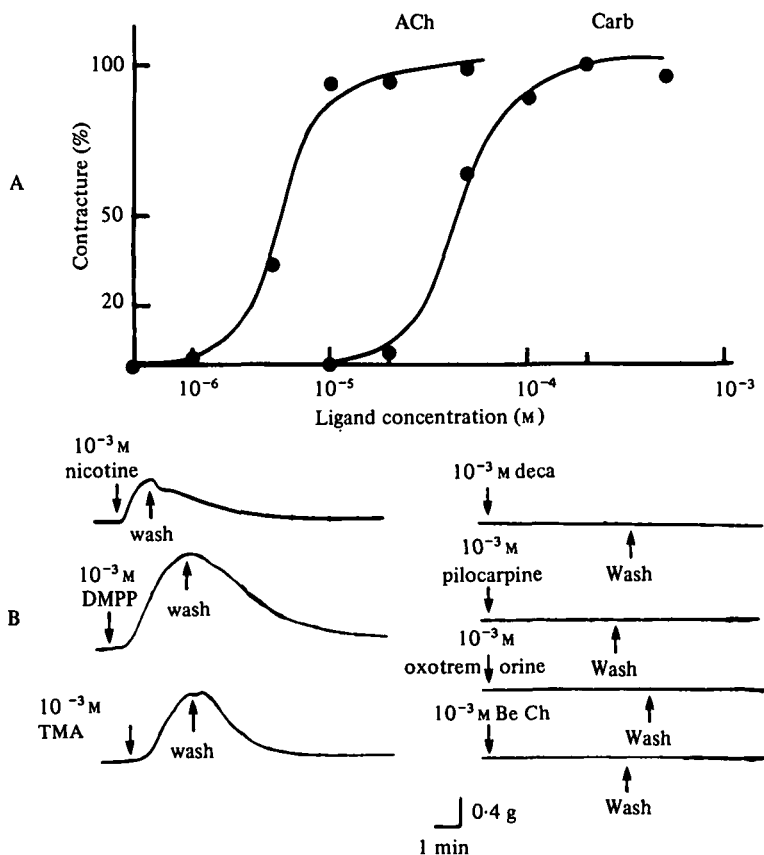 ACh Carb
100
50
20
Contracture (%)
A
10⁻⁶ 10⁻⁵ 10⁻⁴ 10⁻³
Ligand concentration (M)
B
10⁻³ M
nicotine
wash
10⁻³ M
DMPP
wash
10⁻³ M
TMA
wash
10⁻³ M deca
Wash
10⁻³ M
pilocarpine
Wash
10⁻³ M
oxotrem orine
Wash
10⁻³ M Be Ch
Wash
0·4 g
1 min